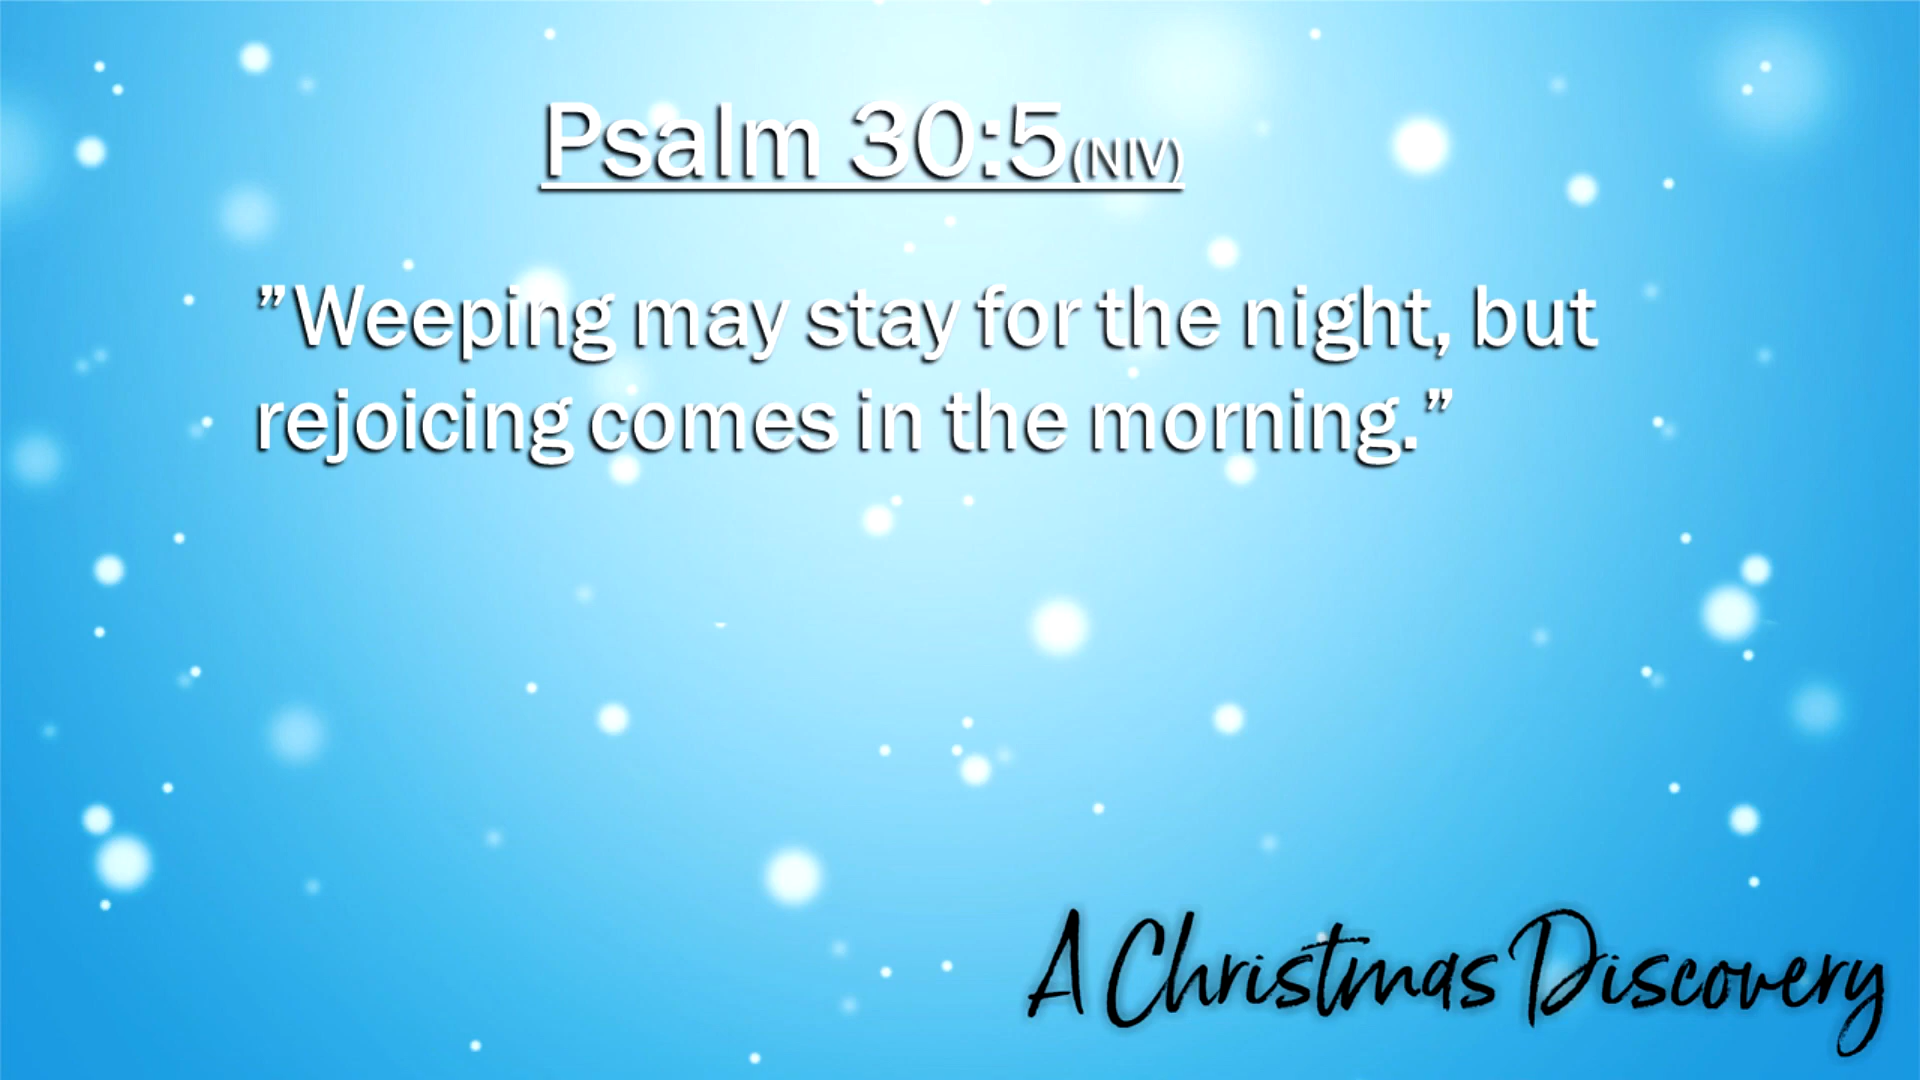 Psalm 30:5(NIV)
”Weeping may stay for the night, but
rejoicing comes in the morning.”
A Christmas Discovery